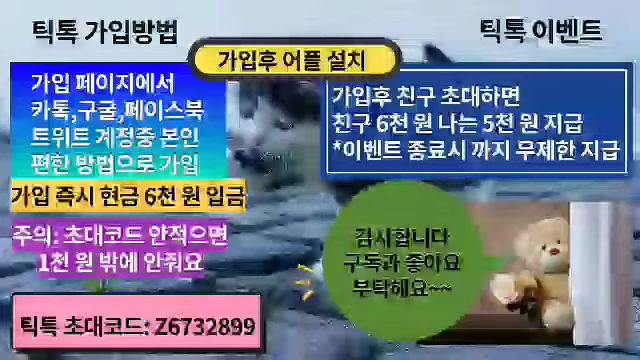 틱톡 가입방법
틱톡 이벤트
가입후 어플 설치
가입 페이지에서
카톡,구글,페이스북
트위트 계정중 본인
편한 방법으로 가입
가입 즉시 현금 6천 원 입금
주의: 초대코드 안적으면
1천 원 밖에 안줘요
틱톡 초대코드: Z6732899
가입후 친구 초대하면
친구 6천 원 나는 5천 원 지급
*이벤트 종료시 까지 무제한 지급
감사합니다
구독과 좋아요
부탁해요~~